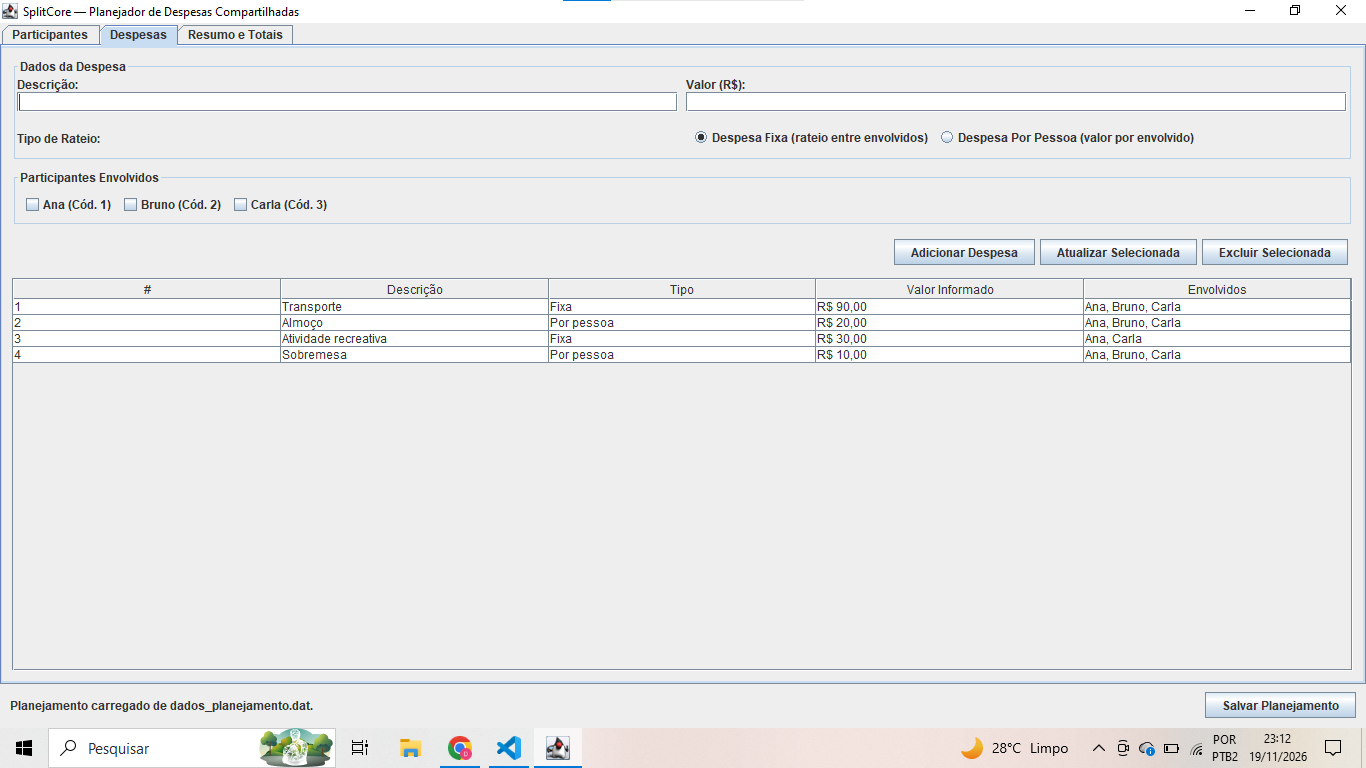 SplitCore — Planejador de Despesas Compartilhadas
Participantes Despesas Resumo e Totais
Dados da Despesa
Descrição: Valor (R$):
Tipo de Rateio: Despesa Fixa (rateio entre envolvidos) Despesa Por Pessoa (valor por envolvido)
Participantes Envolvidos
Ana (Cód. 1) Bruno (Cód. 2) Carla (Cód. 3)
Adicionar Despesa Atualizar Selecionada Excluir Selecionada
# Descrição Tipo Valor Informado Envolvidos
1 Transporte Fixa R$ 90,00 Ana, Bruno, Carla
2 Almoço Por pessoa R$ 20,00 Ana, Bruno, Carla
3 Atividade recreativa Fixa R$ 30,00 Ana, Carla
4 Sobremesa Por pessoa R$ 10,00 Ana, Bruno, Carla
Planejamento carregado de dados_planejamento.dat. Salvar Planejamento
Pesquisar 28°C Limpo POR 23:12
PTB2 19/11/2026